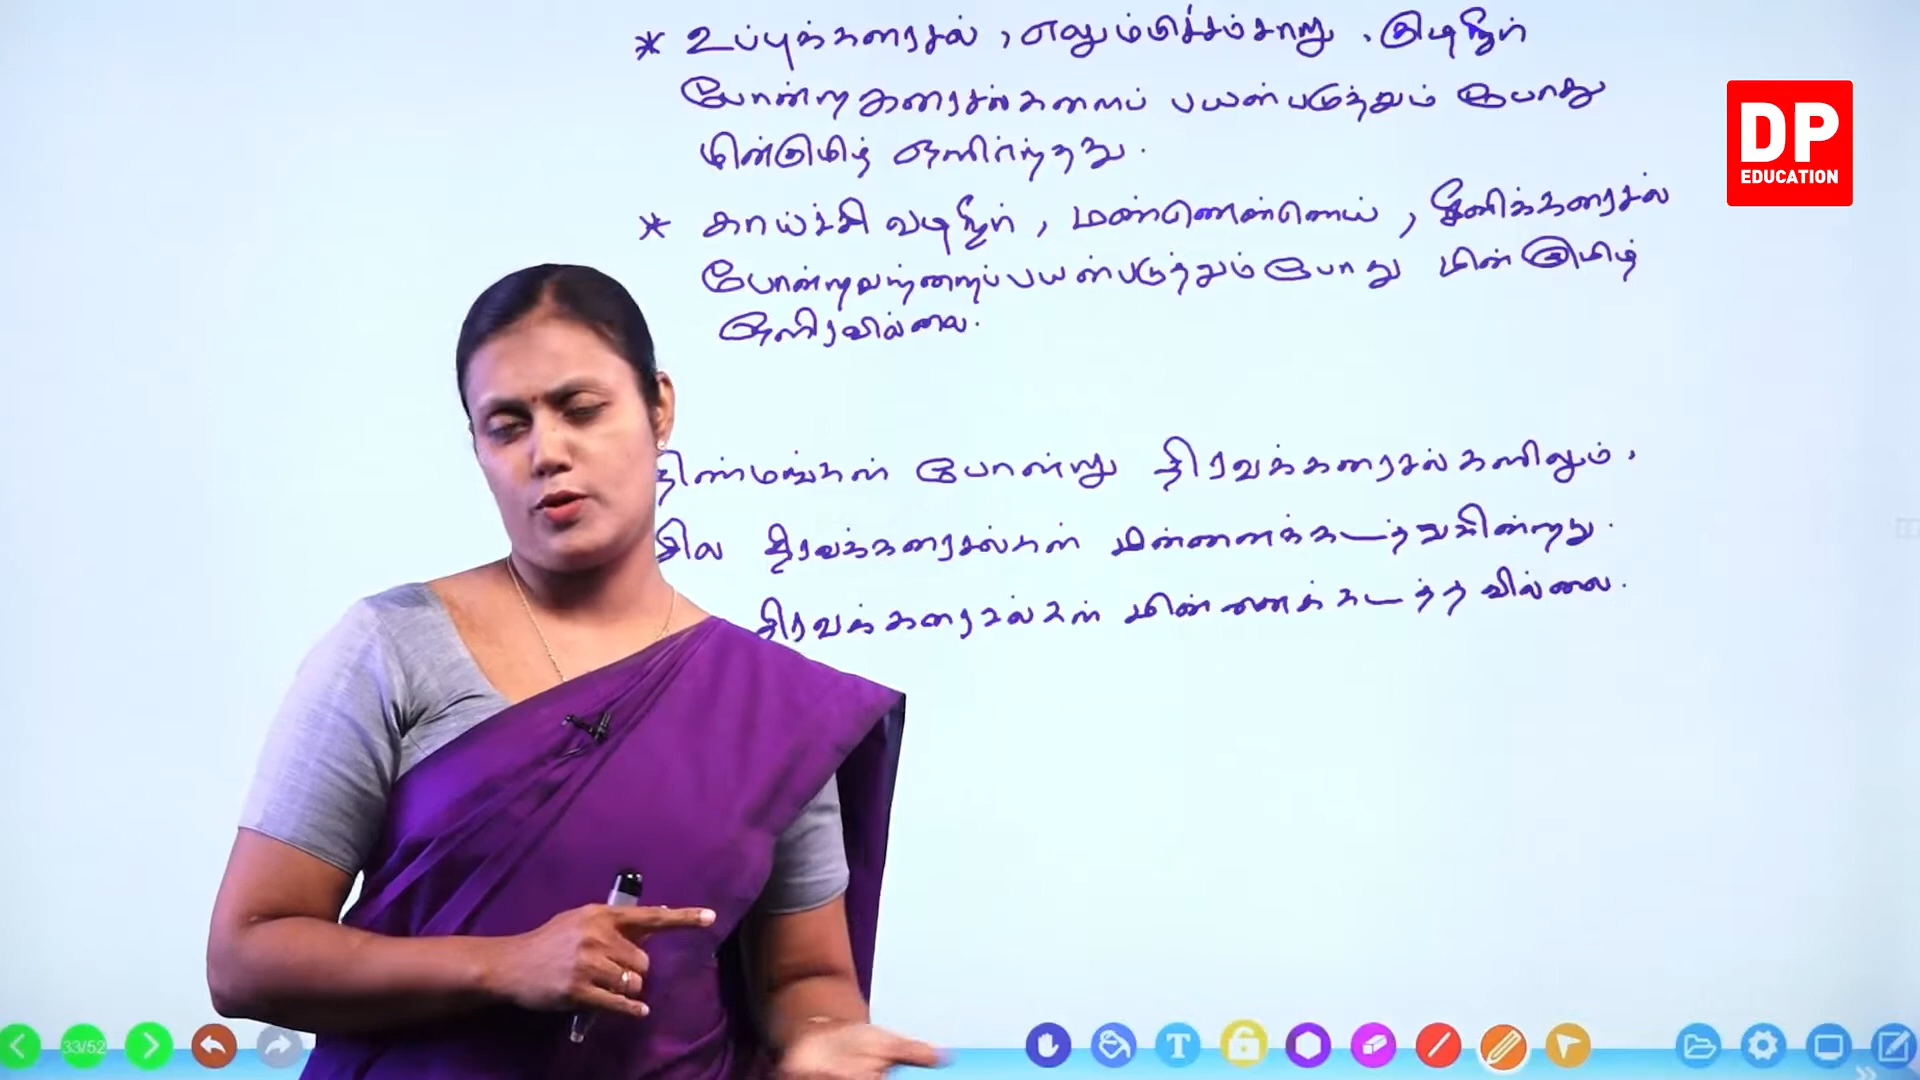 * உப்புக்கரைசல் , எலுமிச்சம்சாறு , குடிநீர்
போன்ற கரைசல்களைப் பயன்படுத்தும் போது
மின்குமிழ் ஒளிர்ந்தது .
* காய்ச்சி வடிநீர் , மண்ணெண்ணெய் , சீனிக்கரைசல்
போன்றவற்றைப் பயன்படுத்தும் போது மின்குமிழ்
ஒளிரவில்லை .
திண்மங்கள் போன்று திரவக்கரைசல்களிலும் ,
சில திரவக்கரைசல்கள் மின்னைக்கடத்துகின்றது .
திரவக்கரைசல்கள் மின்னைக் கடத்தவில்லை .
DP
EDUCATION
33/52
T